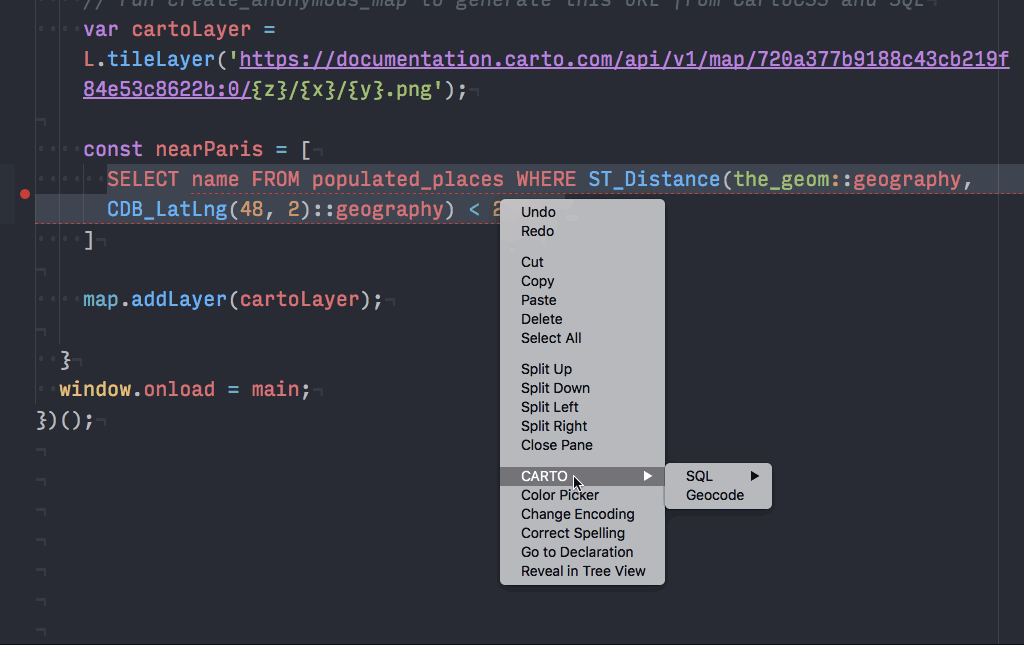 // run create_anonymous_map to generate this URL from CartoCSS and SQL
var cartoLayer =
L.tileLayer('https://documentation.carto.com/api/v1/map/720a377b9188c43cb219f
84e53c8622b:0/{z}/{x}/{y}.png');
const nearParis = [
SELECT name FROM populated_places WHERE ST_Distance(the_geom::geography,
CDB_LatLng(48, 2)::geography) <
]
map.addLayer(cartoLayer);
}
window.onload = main;
})();
Undo
Redo
Cut
Copy
Paste
Delete
Select All
Split Up
Split Down
Split Left
Split Right
Close Pane
CARTO
SQL
Geocode
Color Picker
Change Encoding
Correct Spelling
Go to Declaration
Reveal in Tree View